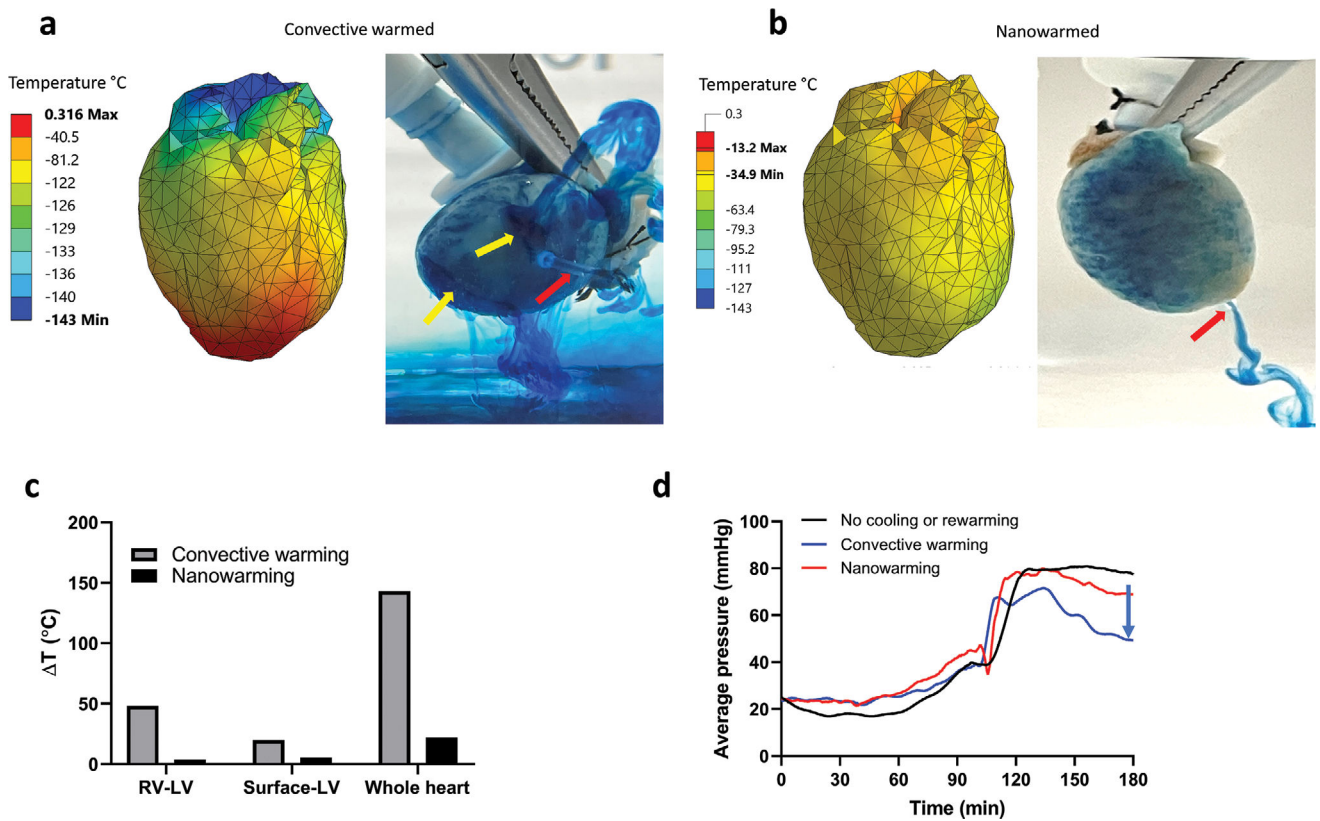 a
Convective warmed
Temperature °C
0.316 Max
-40.5
-81.2
-122
-126
-129
-133
-136
-140
-143 Min
b
Nanowarmed
Temperature °C
0.3
-13.2 Max
-34.9 Min
-63.4
-79.3
-95.2
-111
-127
-143
c
ΔT (°C)
200
150
100
50
0
Convective warming
Nanowarming
RV-LV
Surface-LV
Whole heart
d
Average pressure (mmHg)
100
80
60
40
20
0
No cooling or rewarming
Convective warming
Nanowarming
0
30
60
90
120
150
180
Time (min)